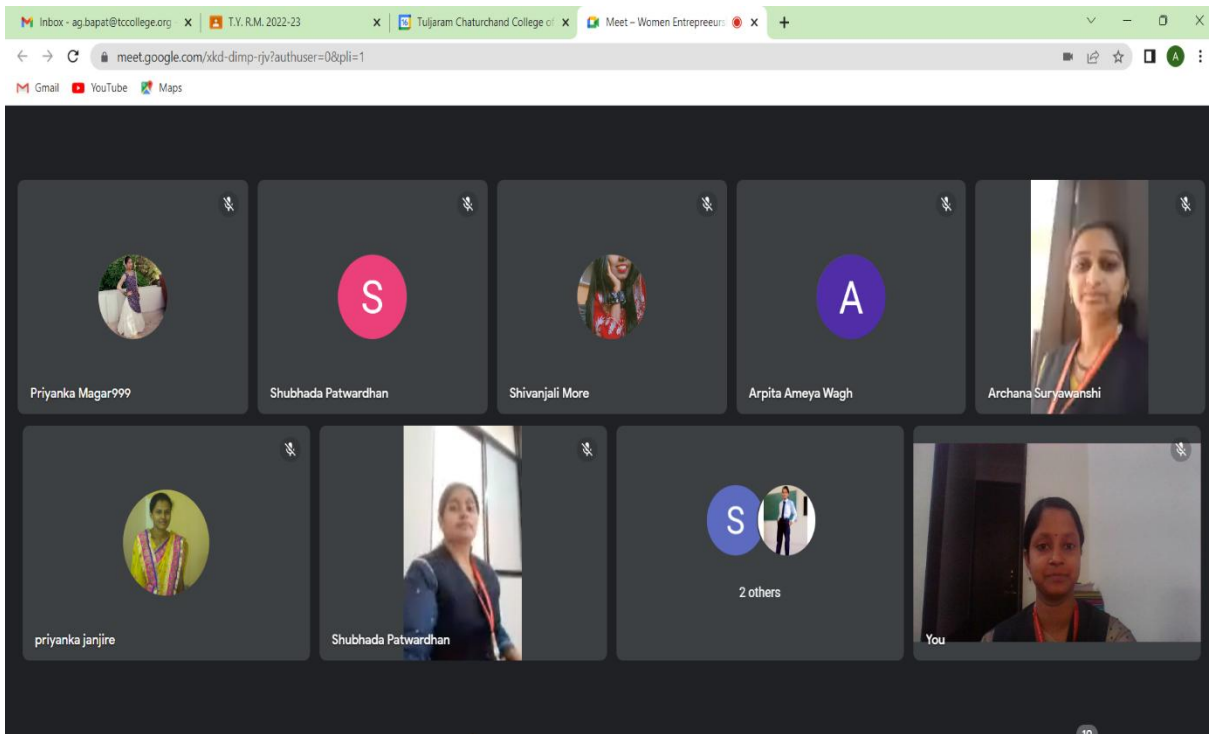 Inbox - ag.bapat@tccollege.org
T.Y. R.M. 2022-23
Tuljaram Chaturchand College of
Meet – Women Entrepreeurs
meet.google.com/xkd-dimp-rjv?authuser=0&pli=1
A
Gmail YouTube Maps
S
A
Priyanka Magar999
Shubhada Patwardhan
Shivanjali More
Arpita Ameya Wagh
Archana Suryawanshi
S
2 others
priyanka janjire
Shubhada Patwardhan
You
10